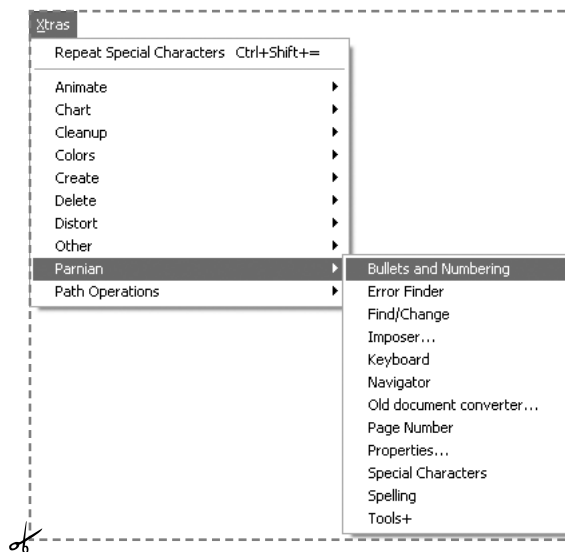 Xtras
Repeat Special Characters Ctrl+Shift+=
Animate
Chart
Cleanup
Colors
Create
Delete
Distort
Other
Parnian
Path Operations
Bullets and Numbering
Error Finder
Find/Change
Imposer...
Keyboard
Navigator
Old document converter...
Page Number
Properties...
Special Characters
Spelling
Tools+